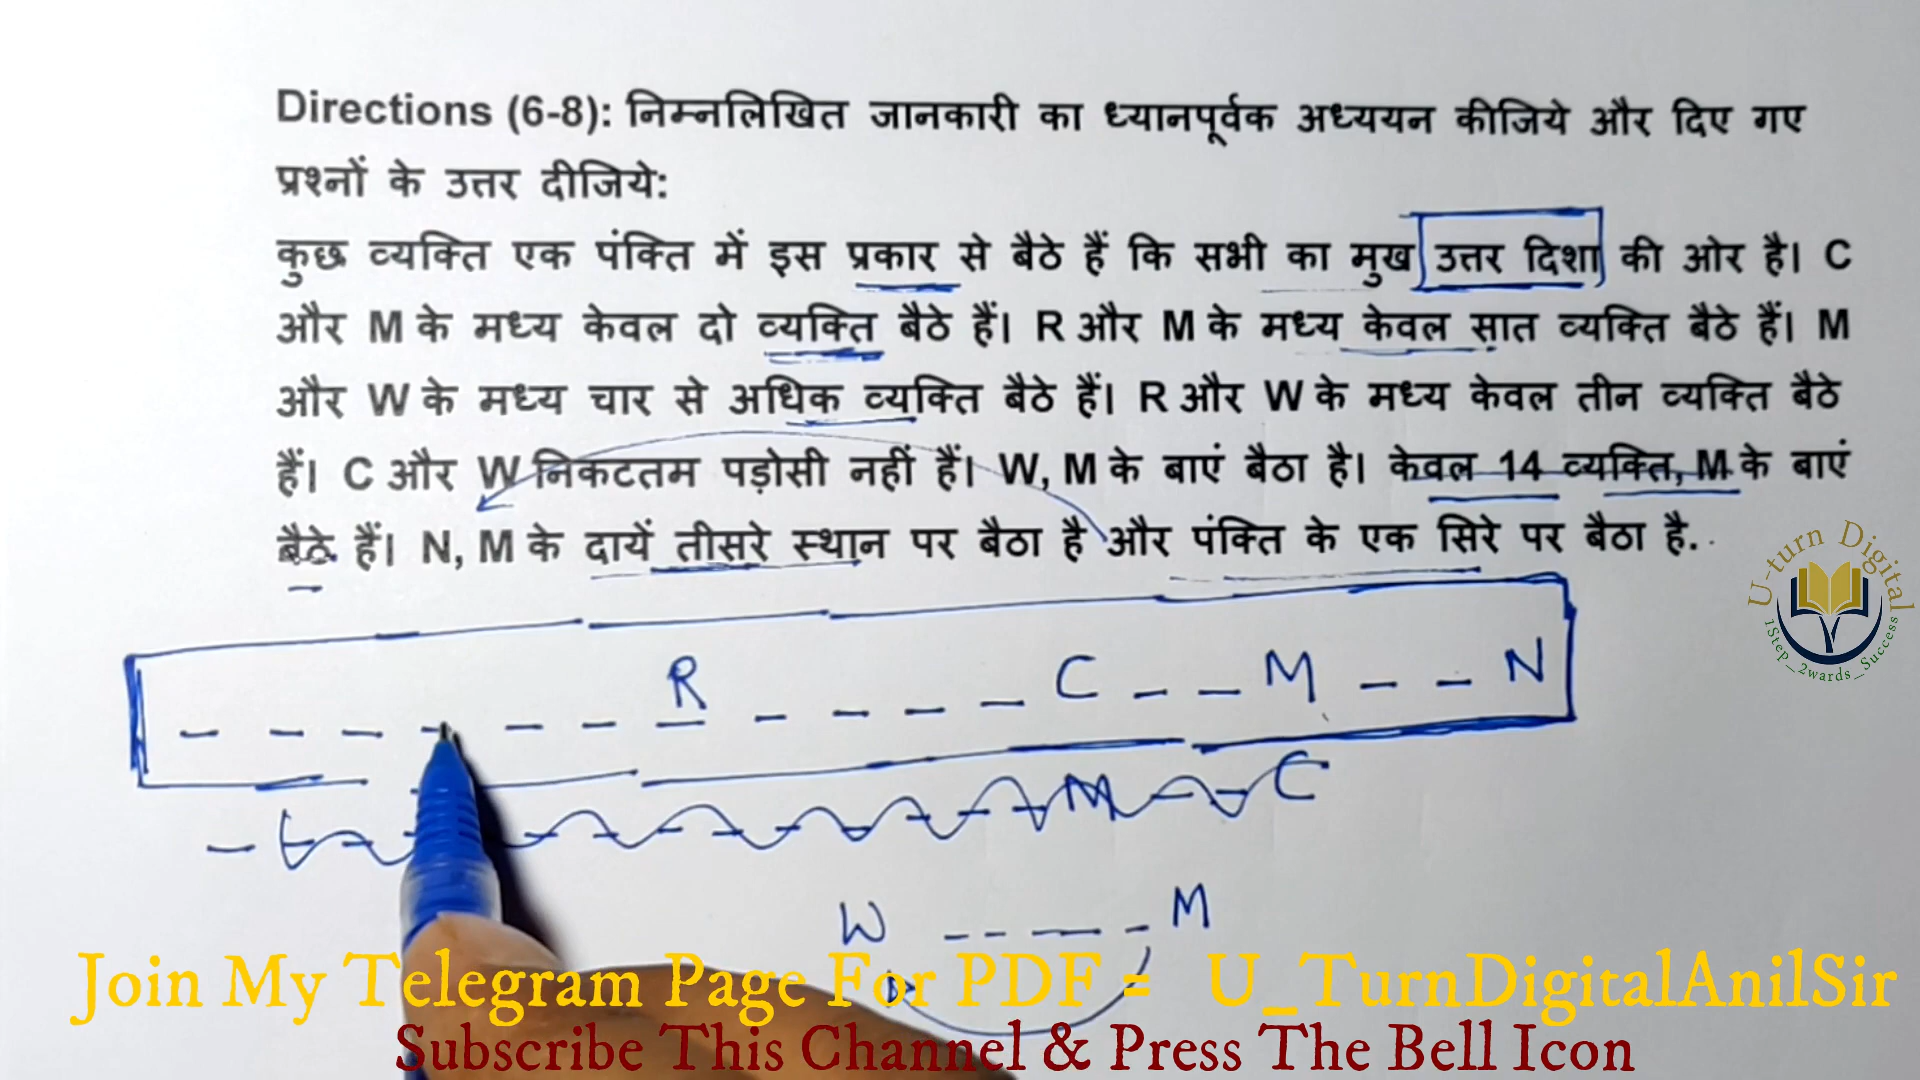 Directions (6-8): निम्नलिखित जानकारी का ध्यानपूर्वक अध्ययन कीजिये और दिए गए
प्रश्नों के उत्तर दीजिये:
कुछ व्यक्ति एक पंक्ति में इस प्रकार से बैठे हैं कि सभी का मुख उत्तर दिशा की ओर है। C
और M के मध्य केवल दो व्यक्ति बैठे हैं। R और M के मध्य केवल सात व्यक्ति बैठे हैं। M
और W के मध्य चार से अधिक व्यक्ति बैठे हैं। R और W के मध्य केवल तीन व्यक्ति बैठे
हैं। C और W निकटतम पड़ोसी नहीं हैं। W, M के बाएं बैठा है। केवल 14 व्यक्ति, M के बाएं
बैठे हैं। N, M के दायें तीसरे स्थान पर बैठा है और पंक्ति के एक सिरे पर बैठा है.
U-turn Digital
1Step_2wards_Success
R C M N
M C
W M
Join My Telegram Page For PDF = U_TurnDigitalAnilSir
Subscribe This Channel & Press The Bell Icon